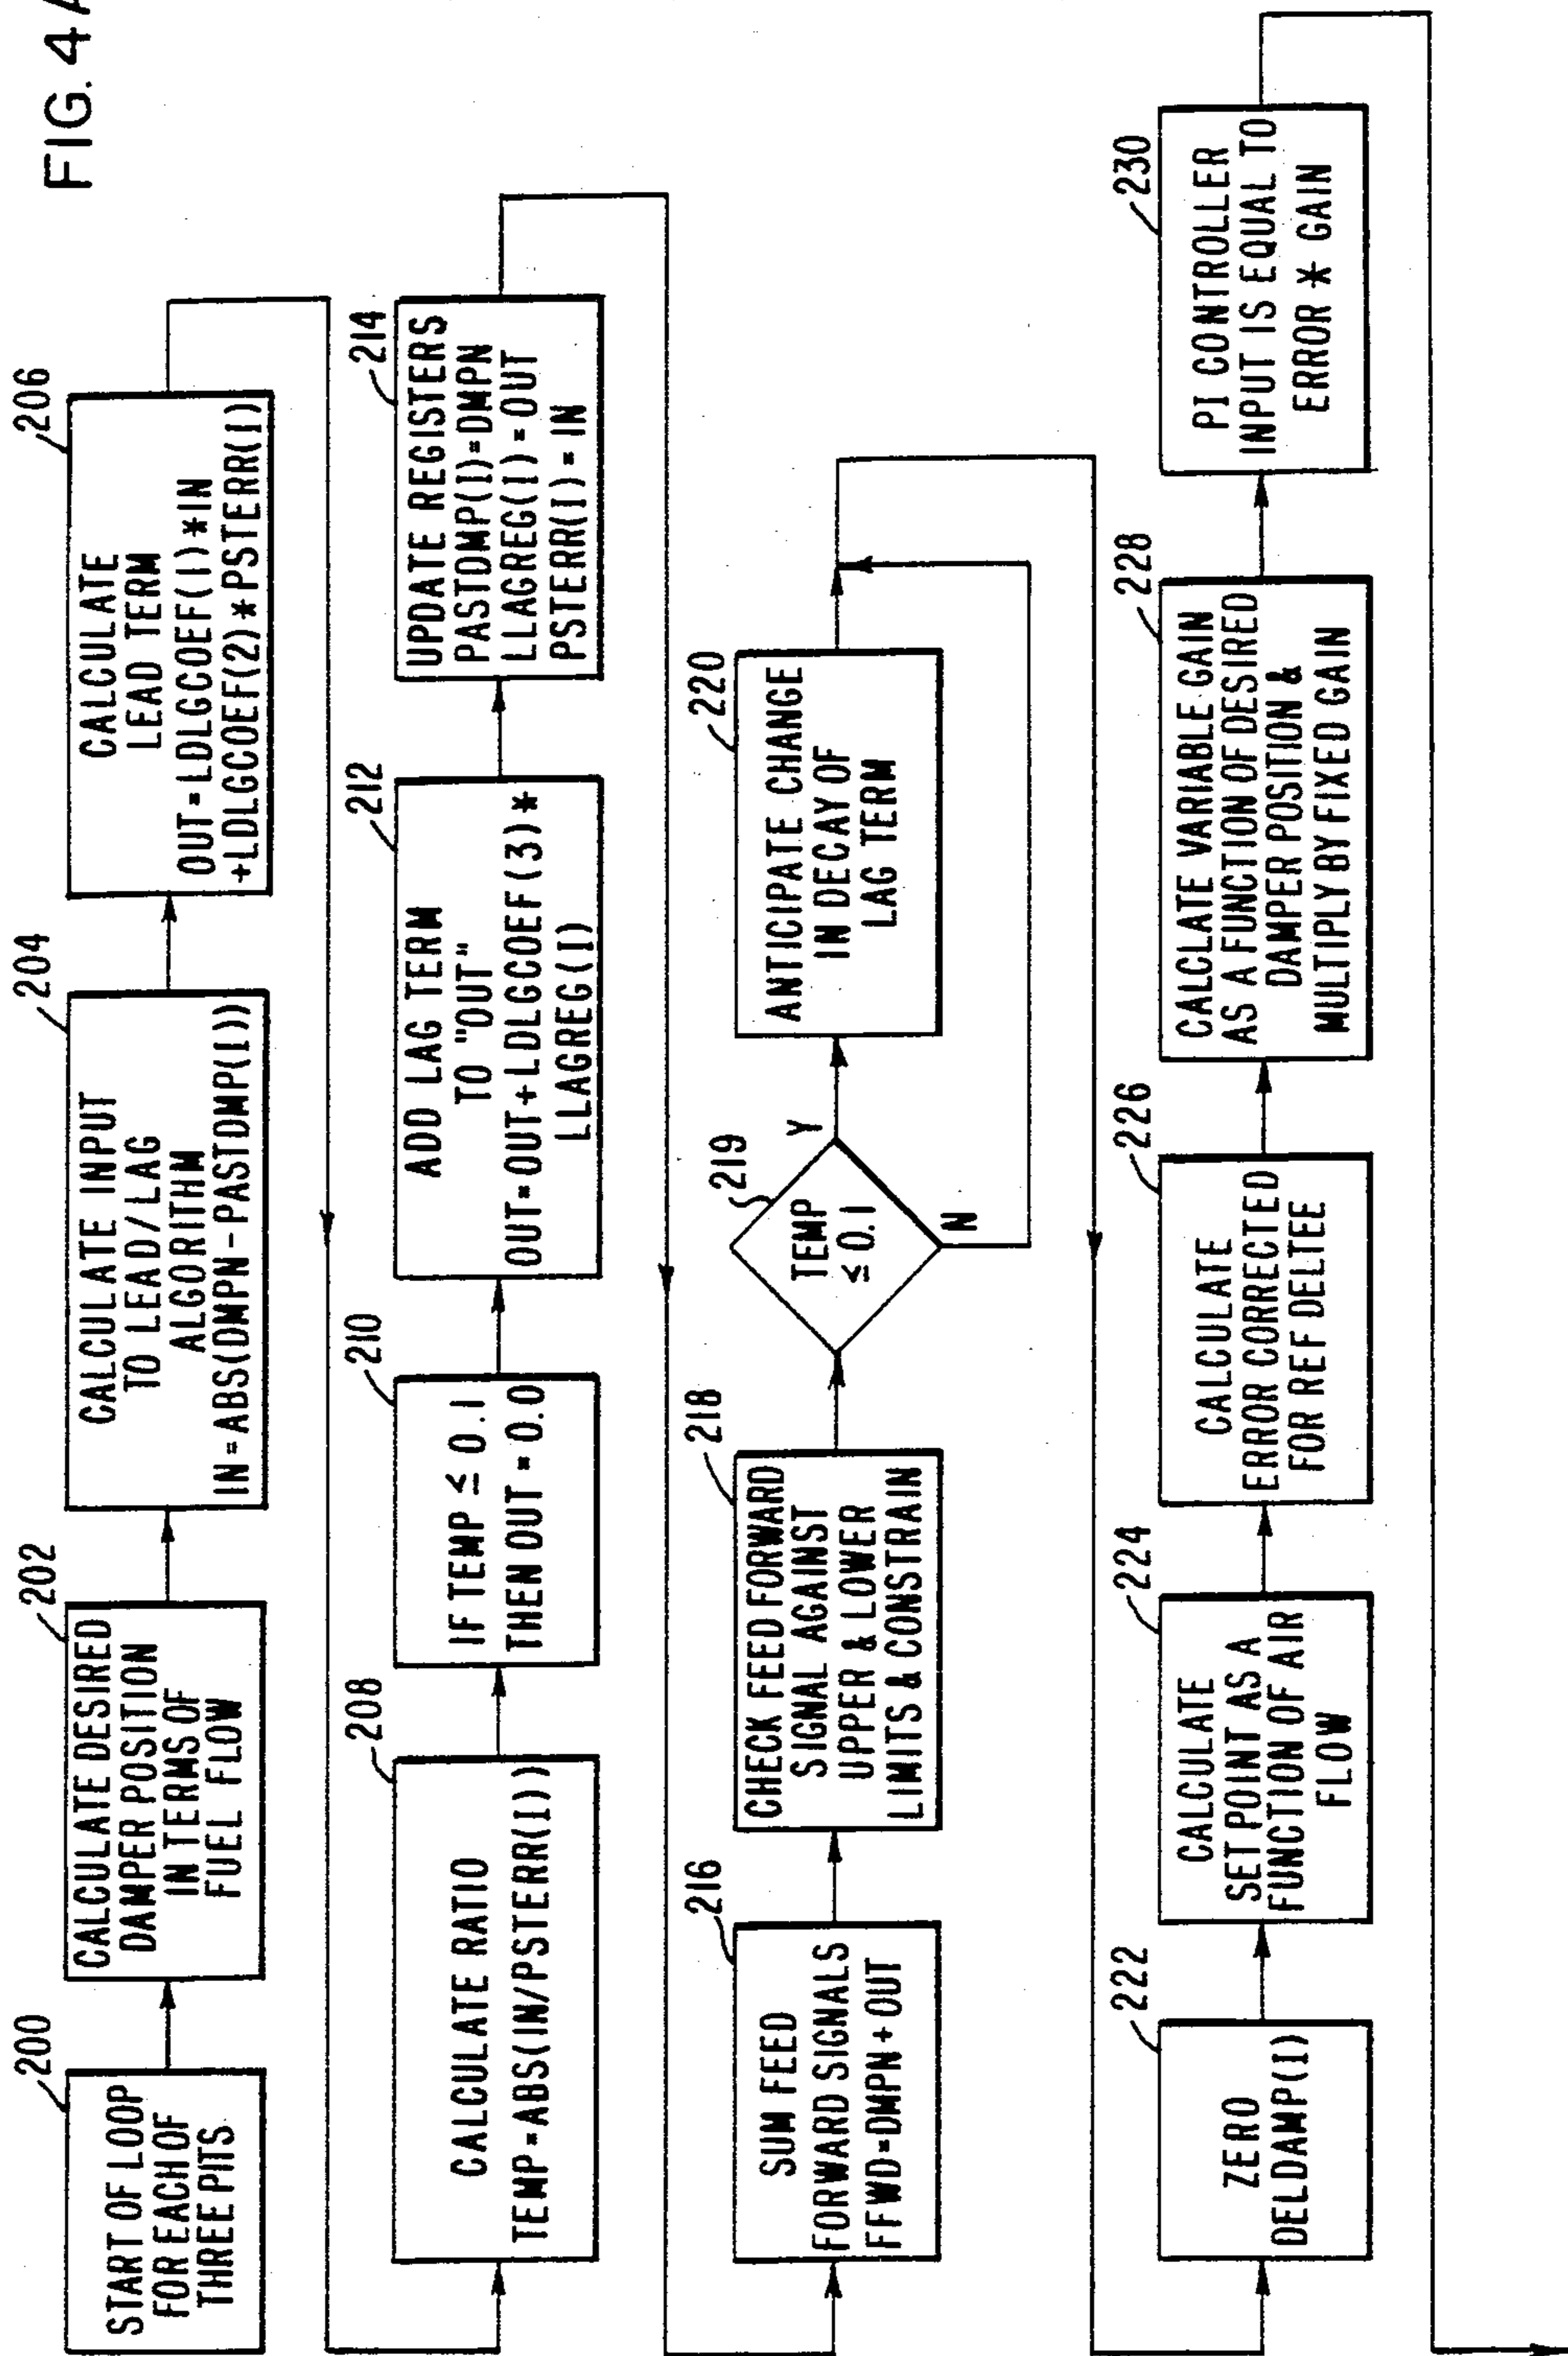 FIG. 4A
200
START OF LOOP
FOR EACH OF
THREE PITS
202
CALCULATE DESIRED
DAMPER POSITION
IN TERMS OF
FUEL FLOW
204
CALCULATE INPUT
TO LEAD/LAG
ALGORITHM
IN = ABS(DMPN-PASTDMP(I))
206
CALCULATE
LEAD TERM
OUT=LDLGCOEF(1)*IN
+LDLGCOEF(2)*PSTERR(I)
208
CALCULATE RATIO
TEMP=ABS(IN/PSTERR(I))
210
IF TEMP ≤ 0.1
THEN OUT = 0.0
212
ADD LAG TERM
TO "OUT"
OUT=OUT+LDLGCOEF(3)*
LLAGREG(I)
214
UPDATE REGISTERS
PASTDMP(I)=DMPN
LLAGREG(I)=OUT
PSTERR(I)=IN
216
SUM FEED
FORWARD SIGNALS
FFWD=DMPN+OUT
218
CHECK FEED FORWARD
SIGNAL AGAINST
UPPER & LOWER
LIMITS & CONSTRAIN
219
TEMP
≤ 0.1
Y
N
220
ANTICIPATE CHANGE
IN DECAY OF
LAG TERM
222
ZERO
DELDAMP(I)
224
CALCULATE
SETPOINT AS A
FUNCTION OF AIR
FLOW
226
CALCULATE
ERROR CORRECTED
FOR REF DELTEE
228
CALCLATE VARIABLE GAIN
AS A FUNCTION OF DESIRED
DAMPER POSITION &
MULTIPLY BY FIXED GAIN
230
PI CONTROLLER
INPUT IS EQUAL TO
ERROR * GAIN